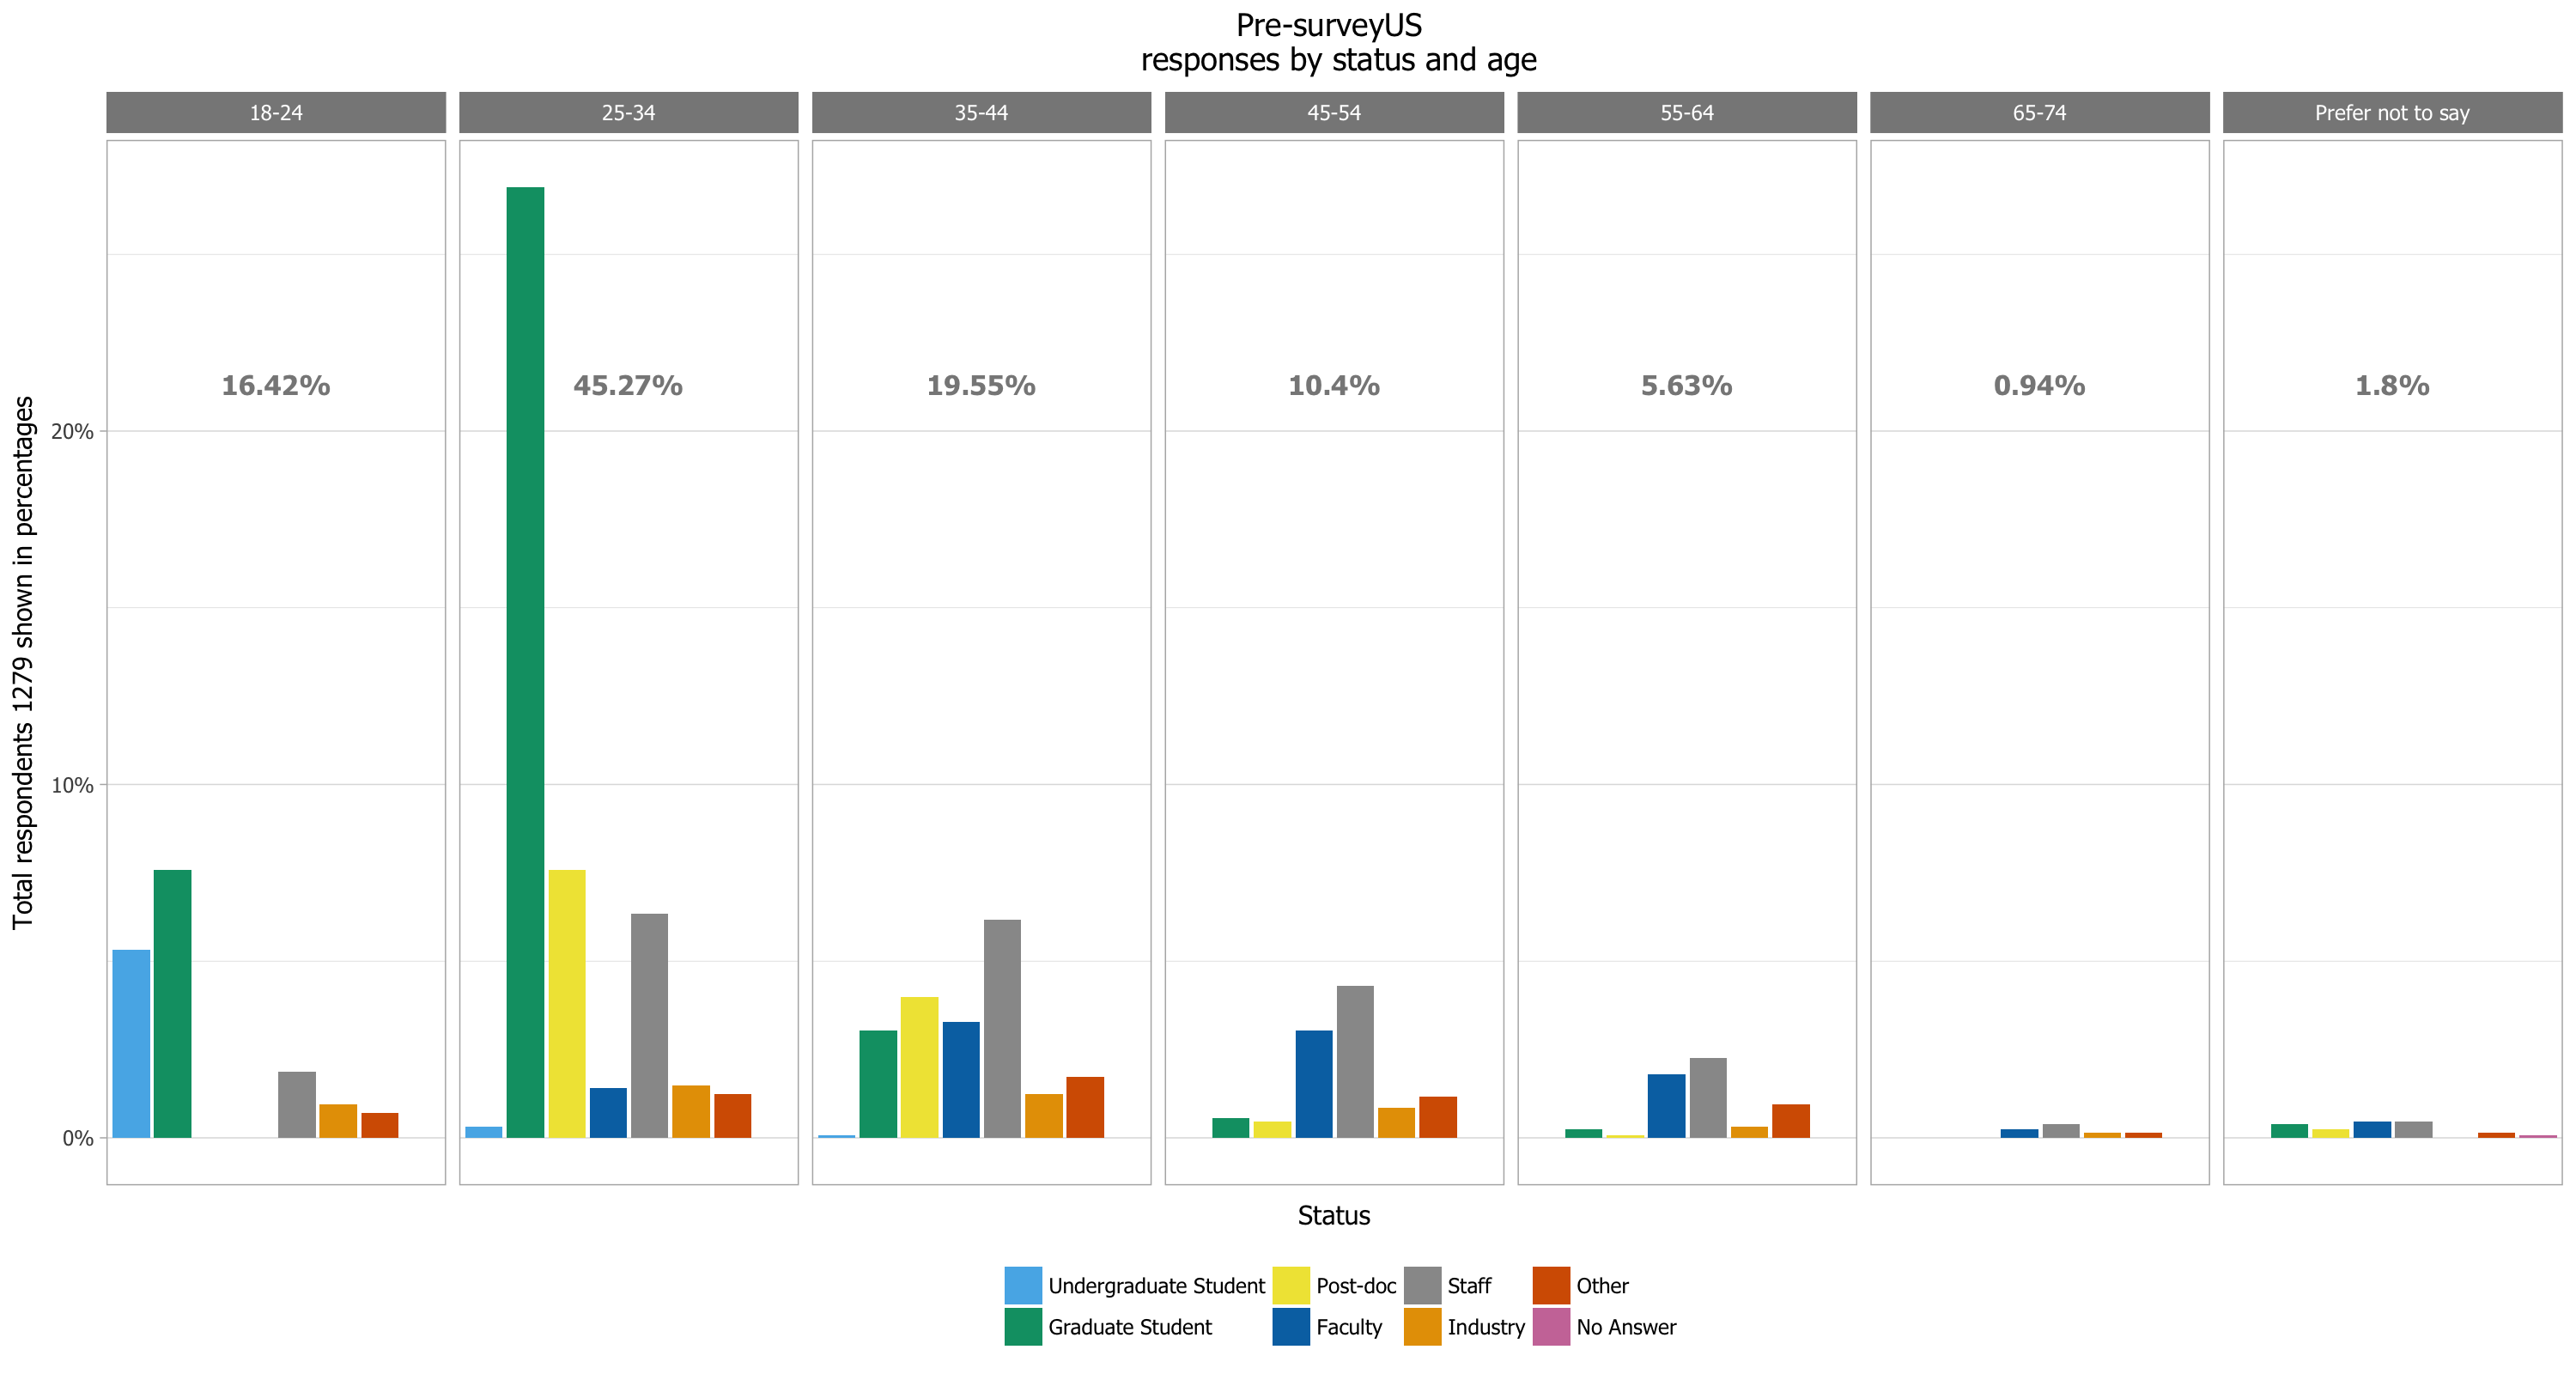 Pre-surveyUS
responses by status and age
18-24
25-34
35-44
45-54
55-64
65-74
Prefer not to say
16.42%
45.27%
19.55%
10.4%
5.63%
0.94%
1.8%
Total respondents 1279 shown in percentages
20%
10%
0%
Status
Undergraduate Student
Post-doc
Staff
Other
Graduate Student
Faculty
Industry
No Answer